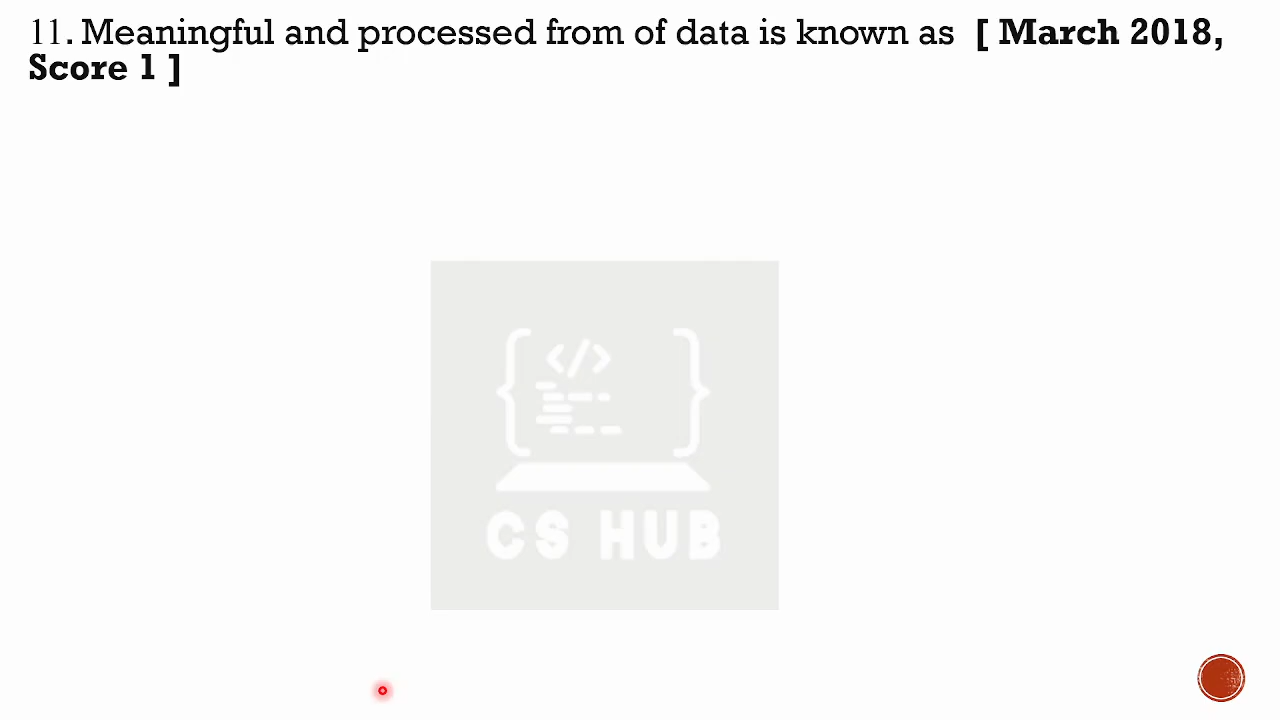 11. Meaningful and processed from of data is known as [ March 2018,
Score 1 ]
</>
CS HUB